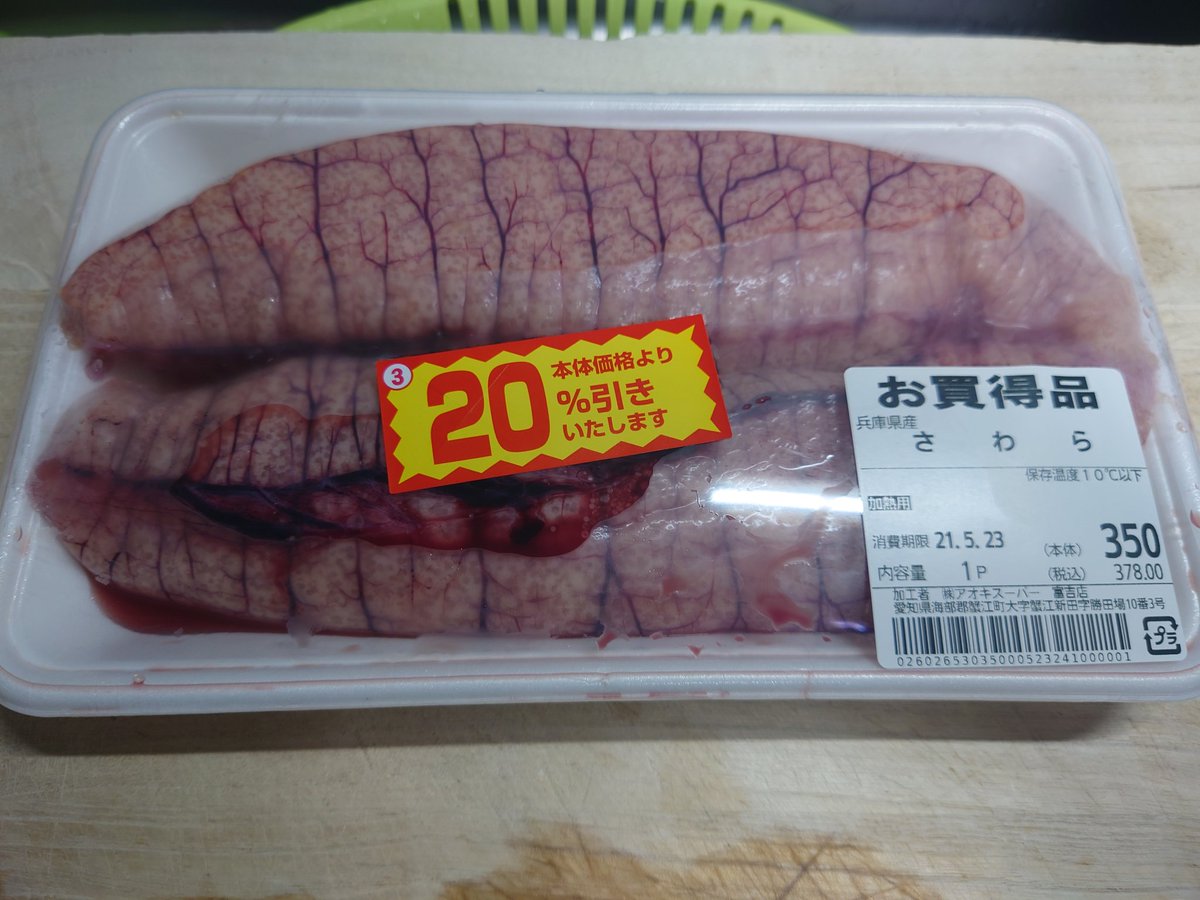 ③
本体価格より
20%引き
いたします
お買得品
兵庫県産
さわら
保存温度10℃以下
加熱用
消費期限 21.5.23
(本体) 350
内容量 1P
(税込) 378.00
加工者 ㈱アオキスーパー 富吉店
愛知県海部郡蟹江町大字蟹江新田字勝田場10番3号
02602653035000523241000001
プラ